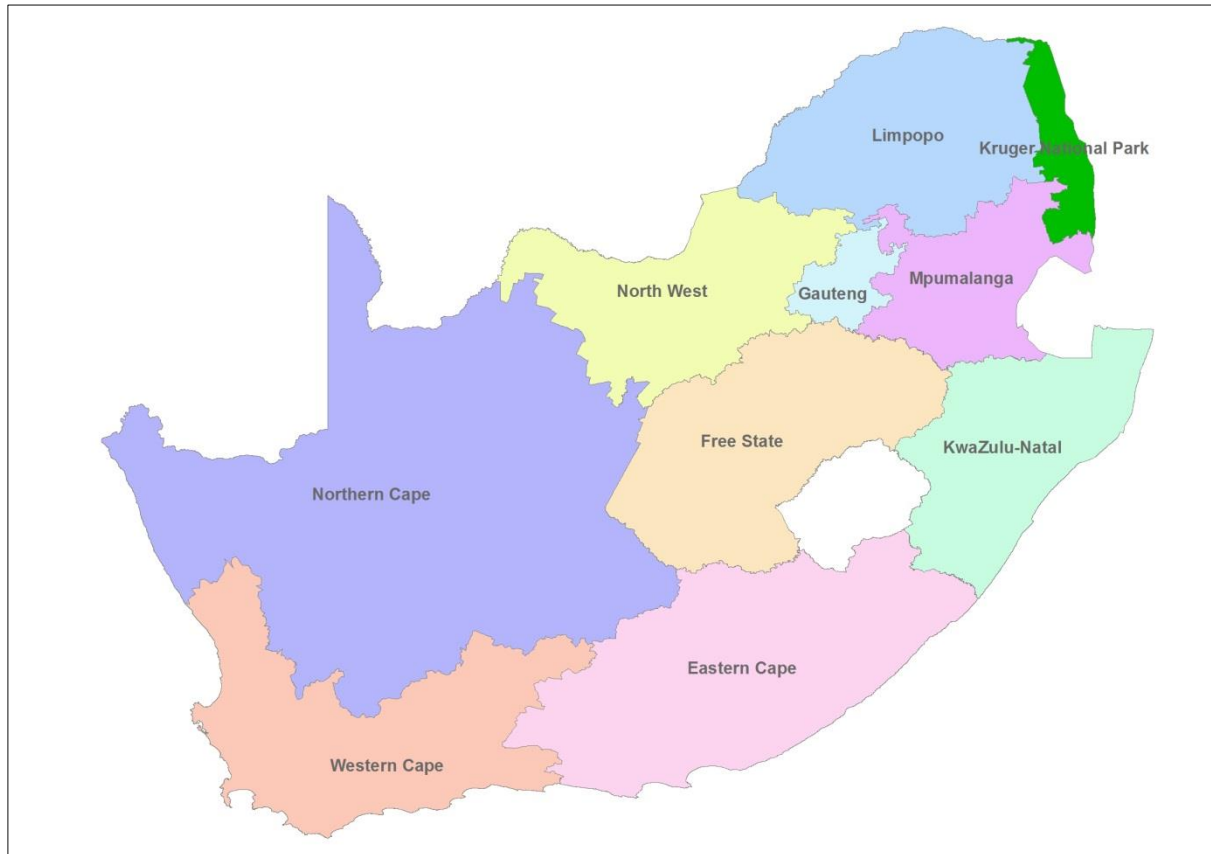 Limpopo
Kruger National Park
Mpumalanga
North West
Gauteng
Free State
KwaZulu-Natal
Northern Cape
Eastern Cape
Western Cape